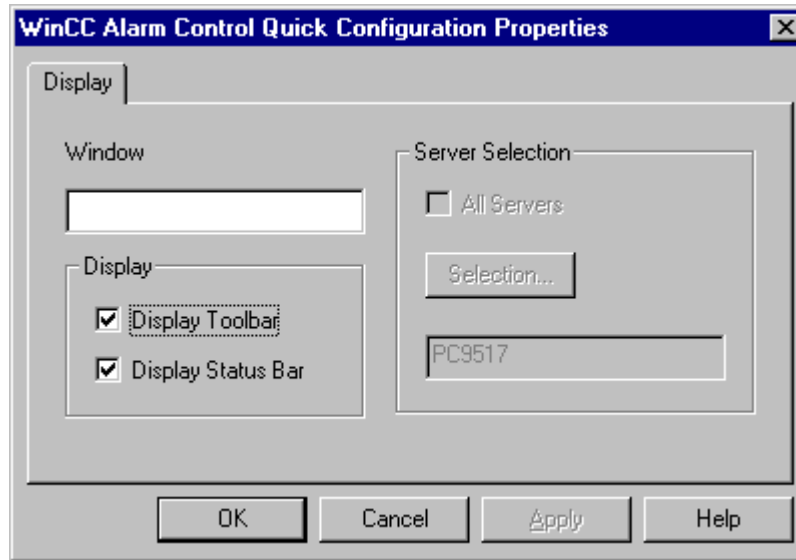 WinCC Alarm Control Quick Configuration Properties
Display
Window
Display
Display Toolbar
Display Status Bar
Server Selection
All Servers
Selection...
PC9517
OK
Cancel
Apply
Help